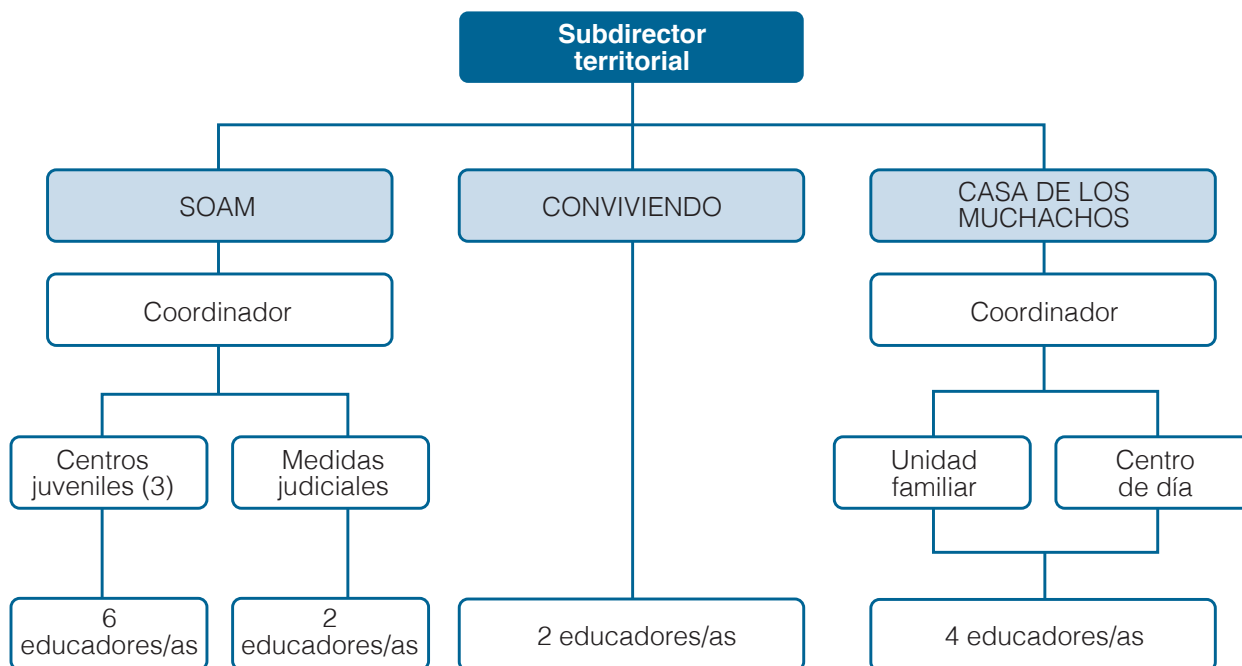 Subdirector
territorial
SOAM
CONVIVIENDO
CASA DE LOS
MUCHACHOS
Coordinador
Coordinador
Centros
juveniles (3)
Medidas
judiciales
Unidad
familiar
Centro
de día
6
educadores/as
2
educadores/as
2 educadores/as
4 educadores/as